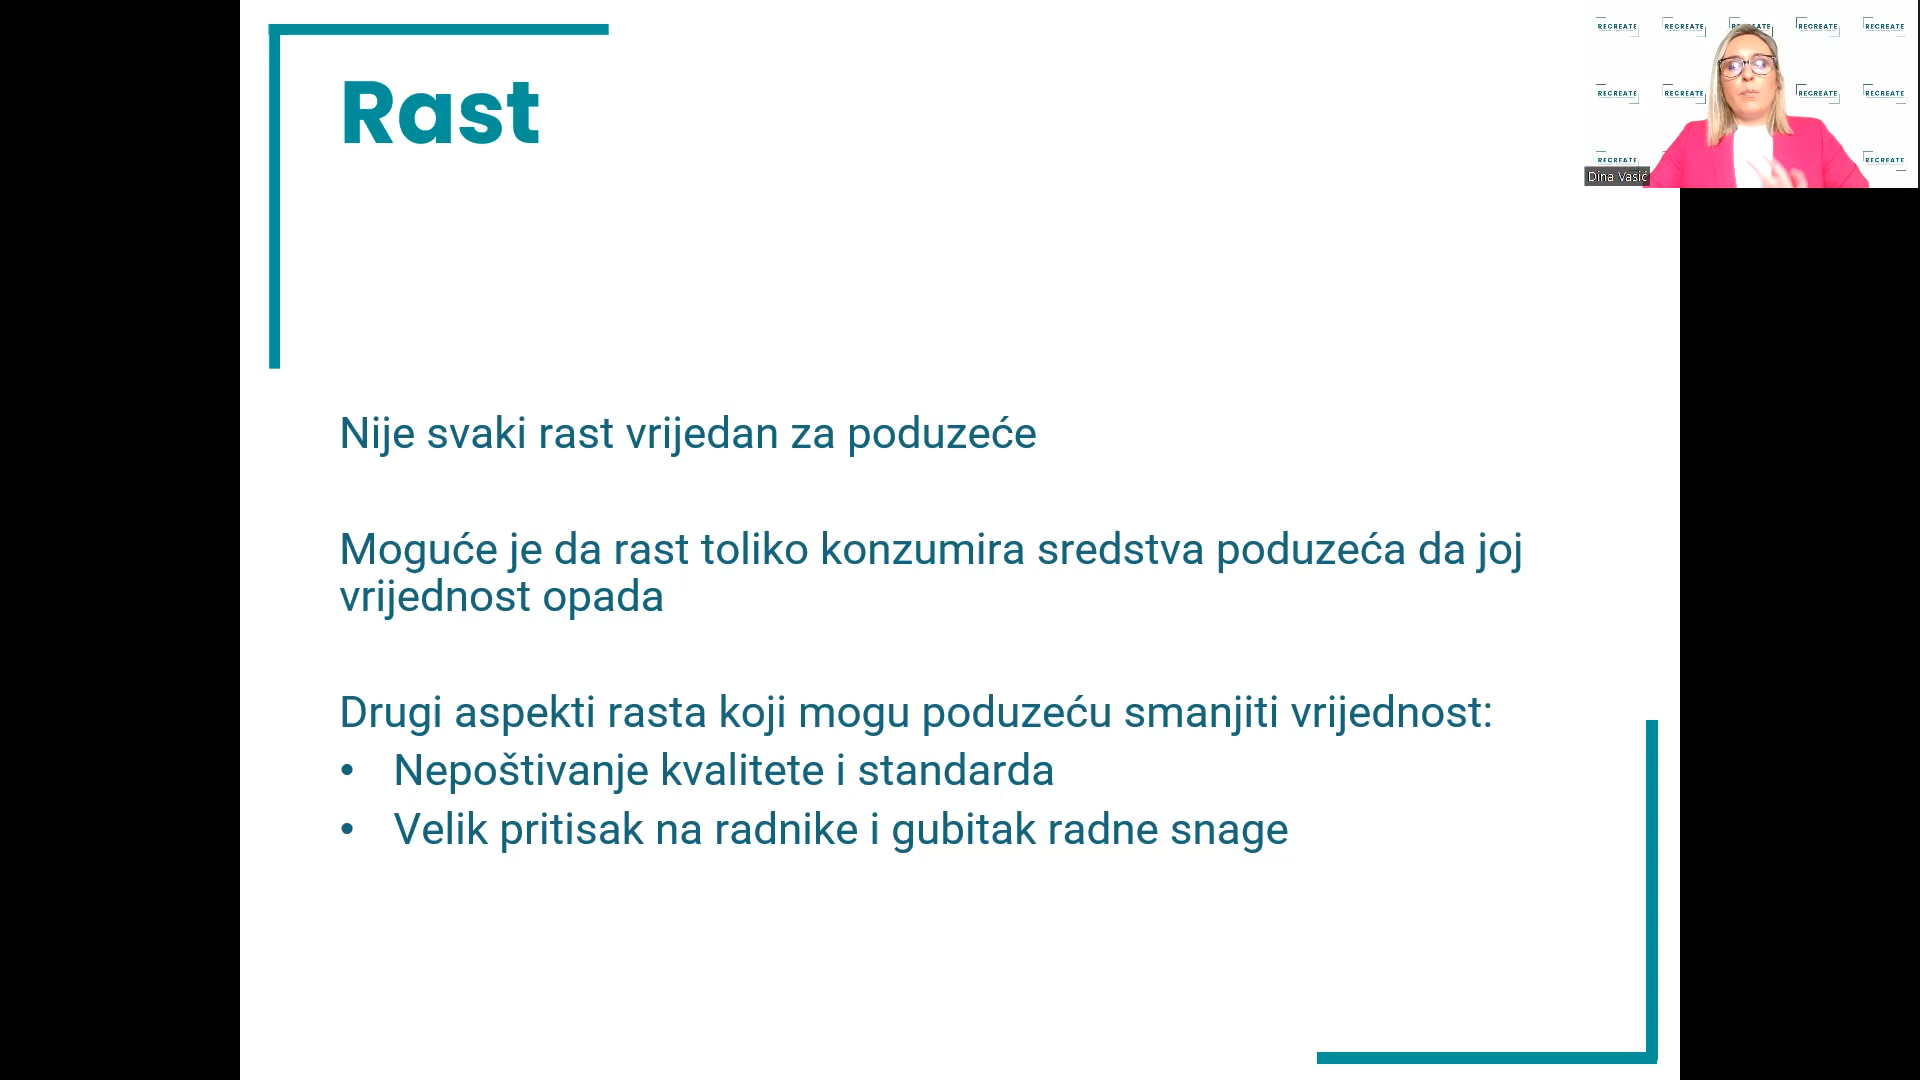 Rast
Nije svaki rast vrijedan za poduzeće
Moguće je da rast toliko konzumira sredstva poduzeća da joj
vrijednost opada
Drugi aspekti rasta koji mogu poduzeću smanjiti vrijednost:
• Nepoštivanje kvalitete i standarda
• Velik pritisak na radnike i gubitak radne snage
RECREATE RECREATE RECREATE RECREATE
RECREATE RECREATE RECREATE RECREATE
RECREATE RECREATE
Dina Vasić